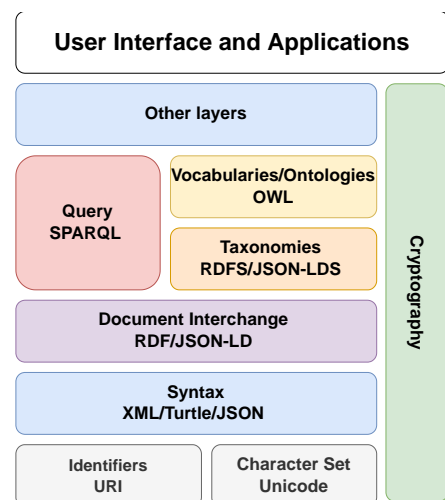 User Interface and Applications
Other layers
Query
SPARQL
Vocabularies/Ontologies
OWL
Taxonomies
RDFS/JSON-LDS
Cryptography
Document Interchange
RDF/JSON-LD
Syntax
XML/Turtle/JSON
Identifiers
URI
Character Set
Unicode